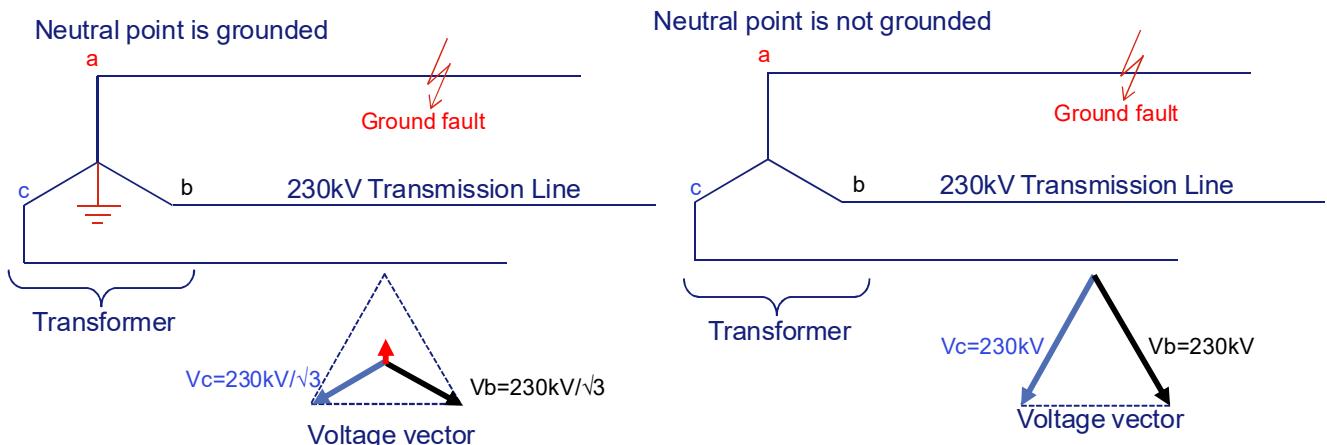 Neutral point is grounded
a
Ground fault
c
b
230kV Transmission Line
Transformer
Vc=230kV/√3
Vb=230kV/√3
Voltage vector
Neutral point is not grounded
a
Ground fault
c
b
230kV Transmission Line
Transformer
Vc=230kV
Vb=230kV
Voltage vector